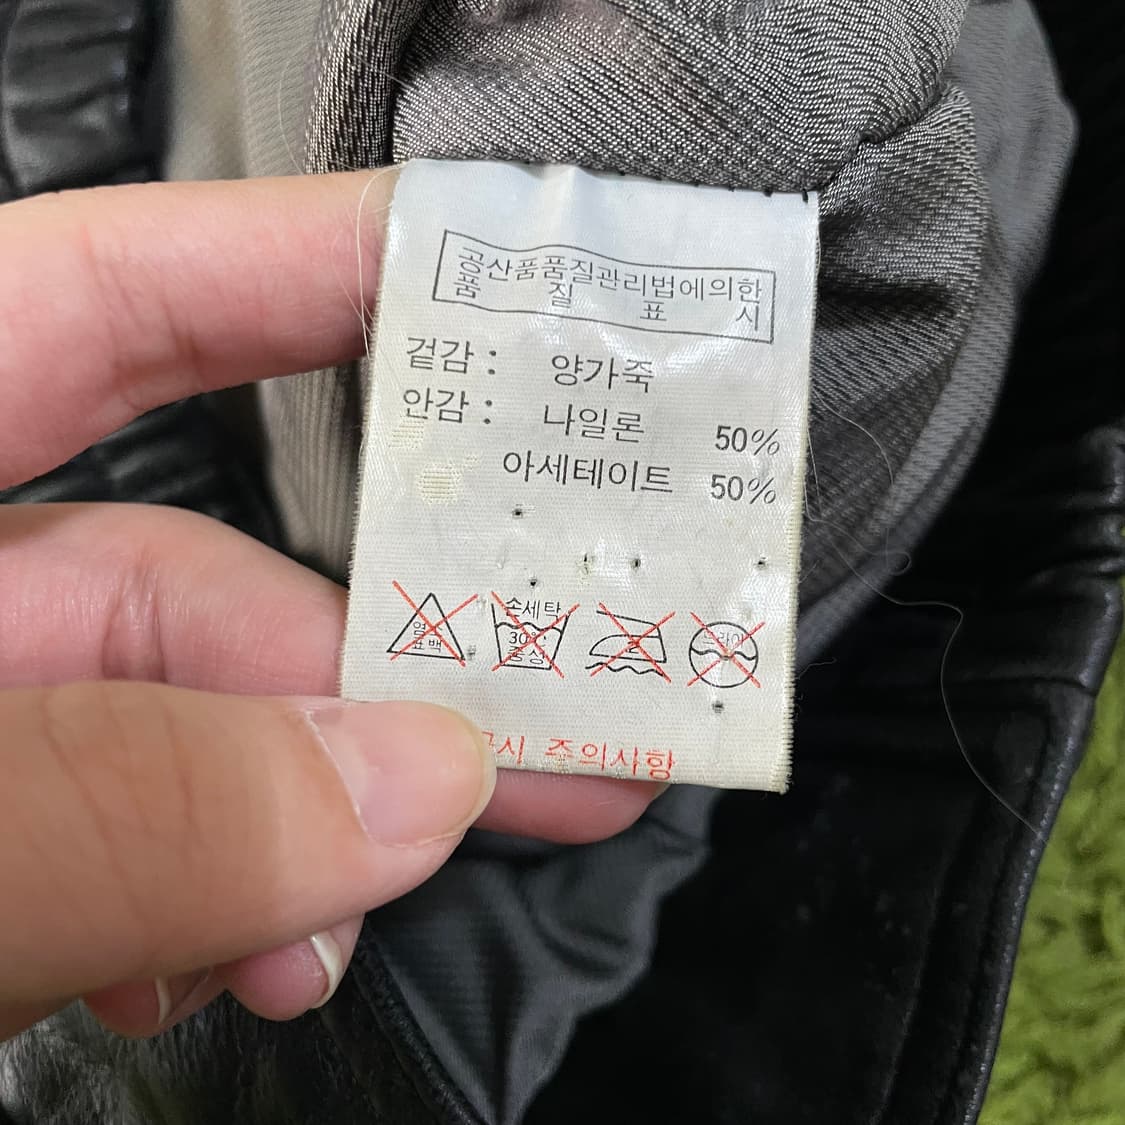 공산품품질관리법에의한
품 질 표 시
겉감 : 양가죽
안감 : 나일론 50%
아세테이트 50%
염소 표백
손세탁 30℃. 중성
2
드라이
주의사항